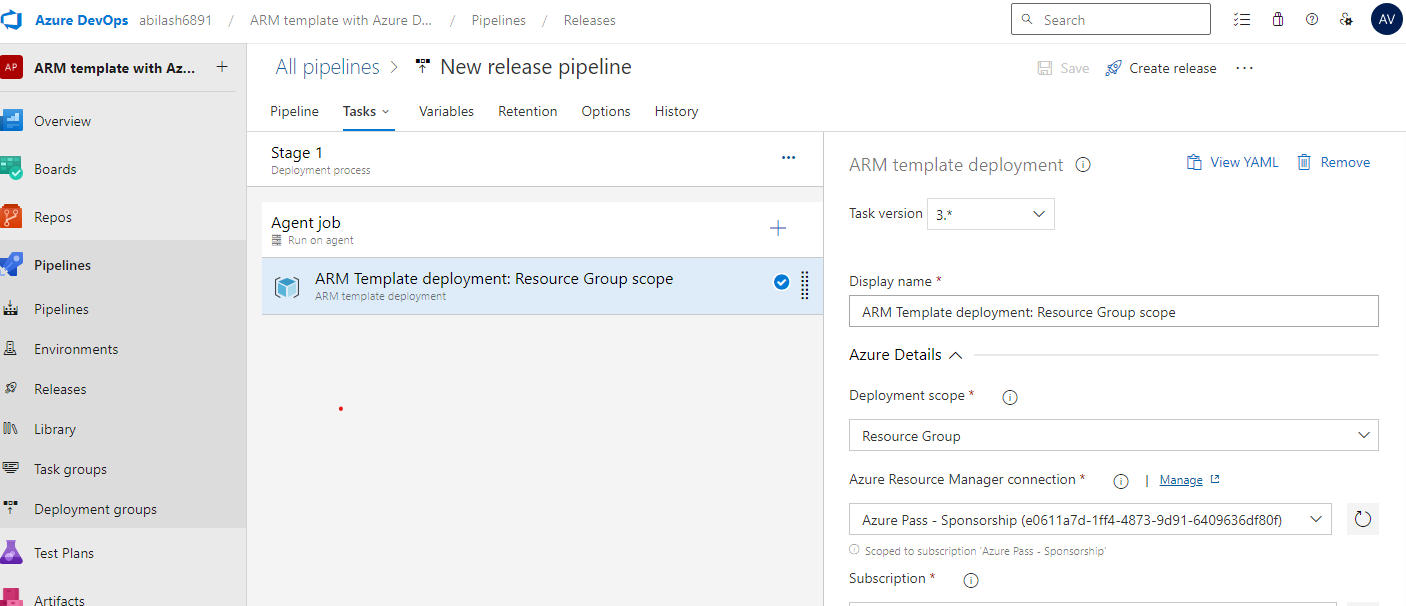 Azure DevOps abilash6891 / ARM template with Azure D... / Pipelines / Releases
Search
AV
AP ARM template with Az... +
Overview
Boards
Repos
Pipelines
Pipelines
Environments
Releases
Library
Task groups
Deployment groups
Test Plans
Artifacts
All pipelines > New release pipeline
Save Create release ...
Pipeline Tasks Variables Retention Options History
Stage 1
Deployment process
...
Agent job
Run on agent
ARM Template deployment: Resource Group scope
ARM template deployment
ARM template deployment
View YAML Remove
Task version 3.*
Display name *
ARM Template deployment: Resource Group scope
Azure Details
Deployment scope *
Resource Group
Azure Resource Manager connection * | Manage
Azure Pass - Sponsorship (e0611a7d-1ff4-4873-9d91-6409636df80f)
Scoped to subscription 'Azure Pass - Sponsorship'
Subscription *